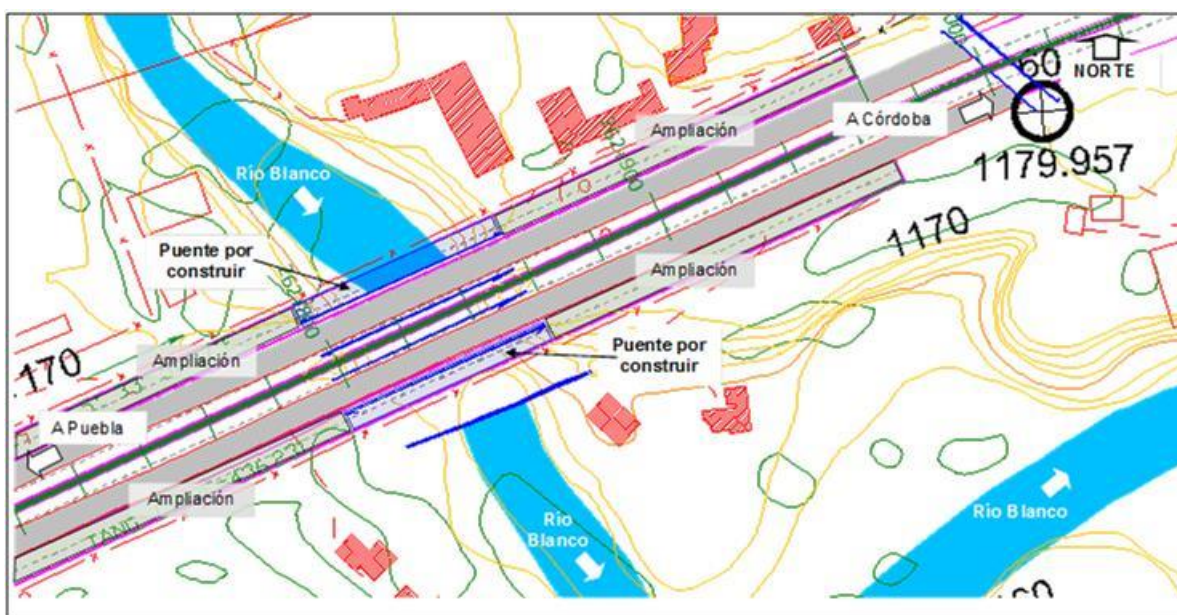 60
NORTE
1179.957
A Córdoba
Ampliación
Río Blanco
Puente por
construir
1170
Ampliación
Puente por
construir
Ampliación
170
A Puebla
Ampliación
TANG
Río
Blanco
Río Blanco